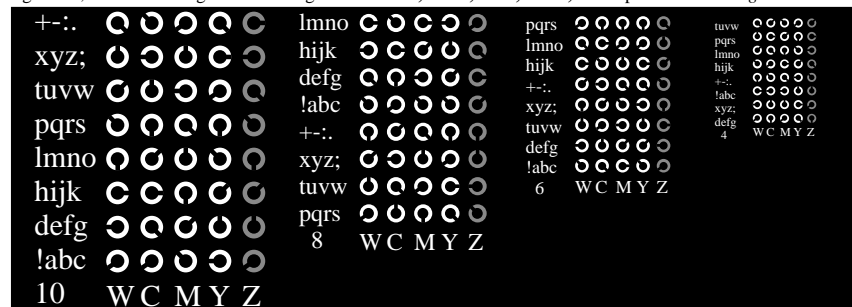 +-:.
xyz;
tuvw
pqrs
lmno
hijk
defg
!abc
10 W C M Y Z
lmno
hijk
defg
!abc
+-:.
xyz;
tuvw
pqrs
8 W C M Y Z
pqrs
lmno
hijk
+-:.
xyz;
tuvw
defg
!abc
6 W C M Y Z
tuvw
pqrs
lmno
hijk
+-:.
!abc
xyz;
defg
4 W C M Y Z